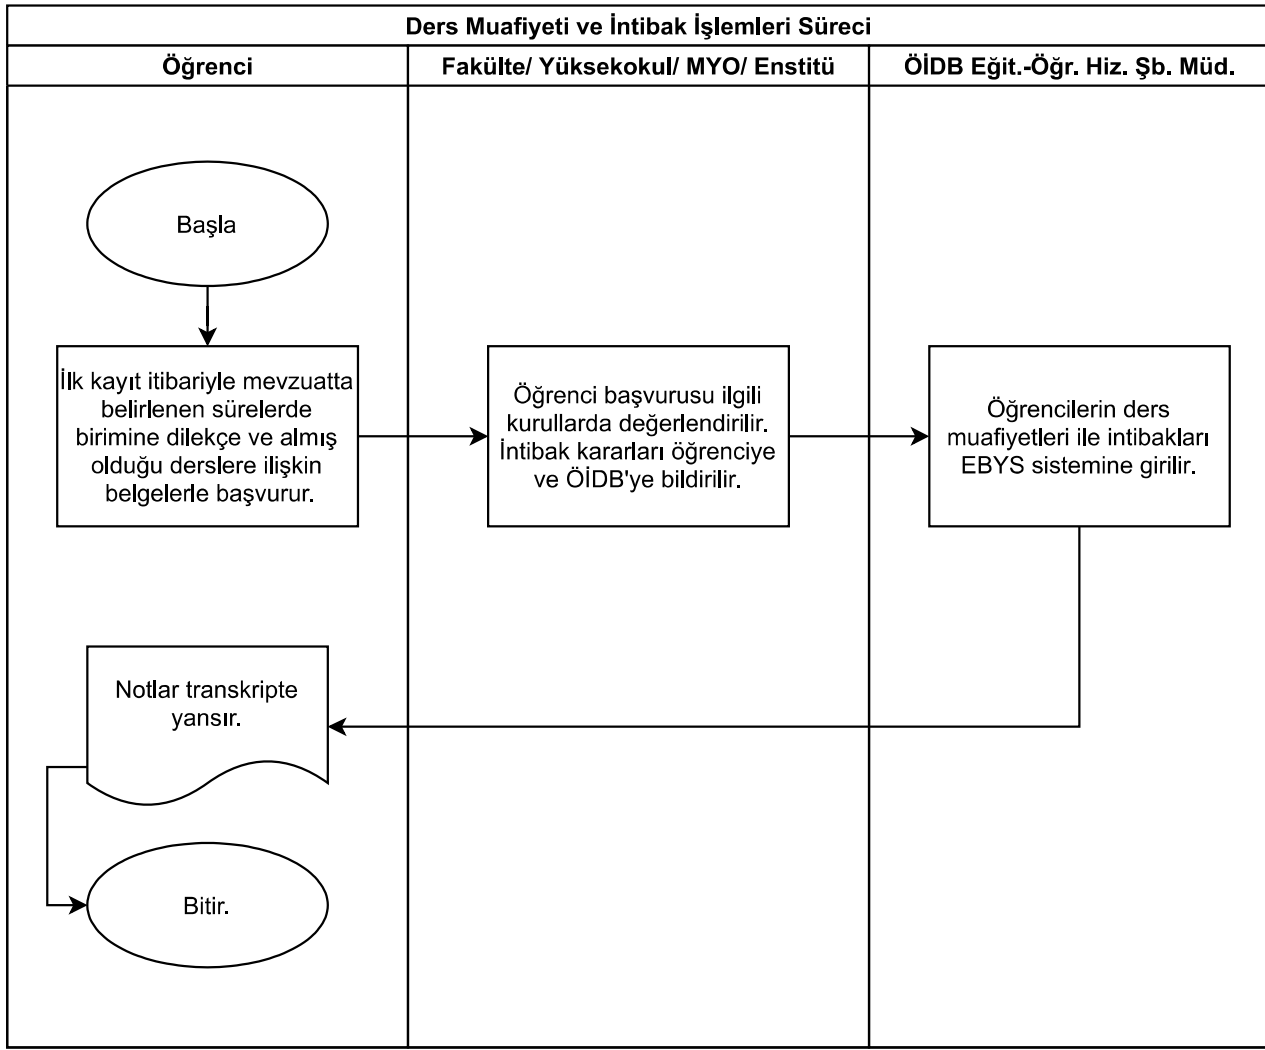 Ders Muafiyeti ve İntibak İşlemleri Süreci
Öğrenci
Fakülte/ Yüksekokul/ MYO/ Enstitü
ÖİDB Eğit.-Öğr. Hiz. Şb. Müd.
Başla
İlk kayıt itibariyle mevzuatta
belirlenen sürelerde
birimine dilekçe ve almış
olduğu derslere ilişkin
belgelerle başvurur.
Öğrenci başvurusu ilgili
kurullarda değerlendirilir.
İntibak kararları öğrenciye
ve ÖİDB'ye bildirilir.
Öğrencilerin ders
muafiyetleri ile intibakları
EBYS sistemine girilir.
Notlar transkripte
yansır.
Bitir.